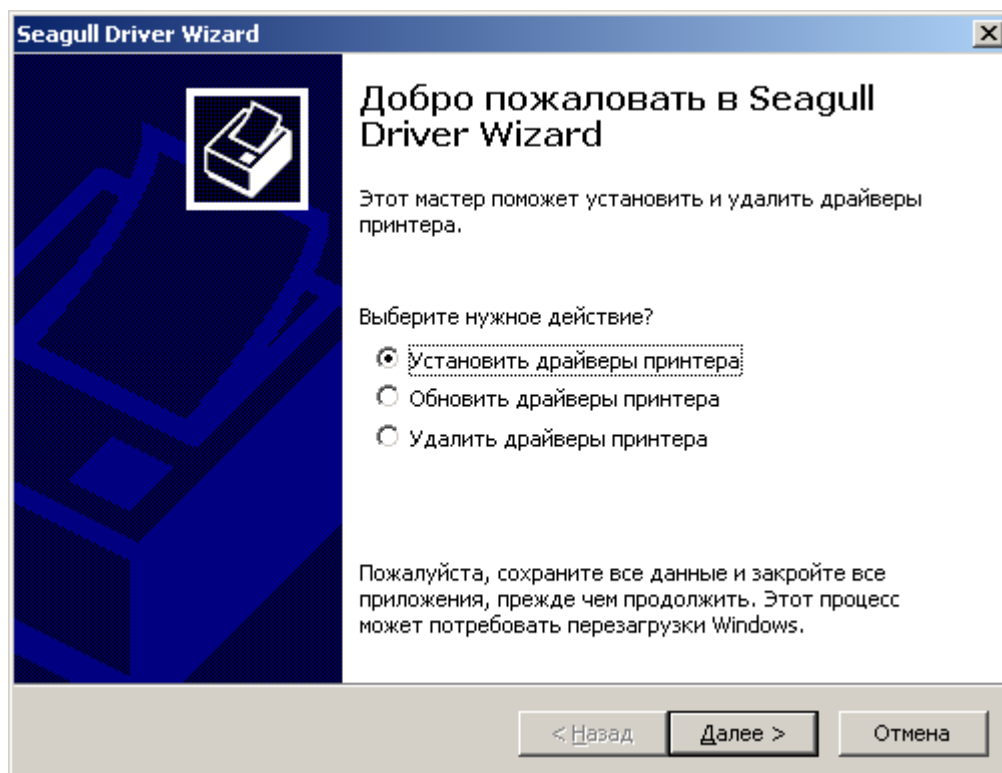 Seagull Driver Wizard
Добро пожаловать в Seagull
Driver Wizard
Этот мастер поможет установить и удалить драйверы
принтера.
Выберите нужное действие?
Установить драйверы принтера
Обновить драйверы принтера
Удалить драйверы принтера
Пожалуйста, сохраните все данные и закройте все
приложения, прежде чем продолжить. Этот процесс
может потребовать перезагрузки Windows.
< Назад Далее > Отмена